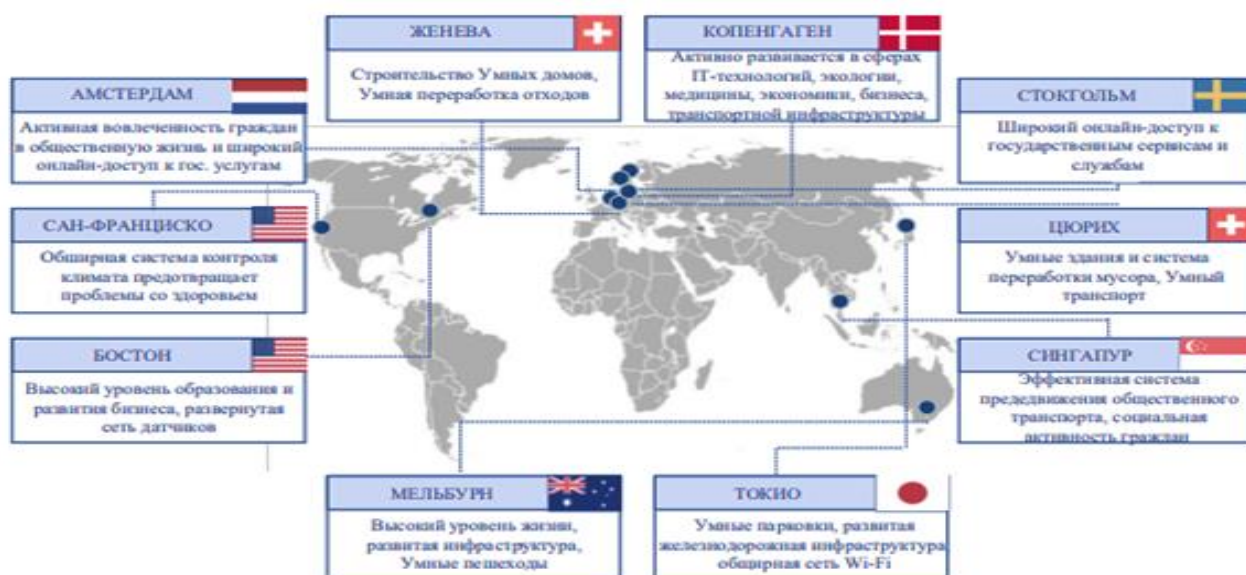 ЖЕНЕВА
Строительство Умных домов,
Умная переработка отходов
КОПЕНГАГЕН
Активно развивается в сферах
IT-технологий, экологии,
медицины, экономики, бизнеса,
транспортной инфраструктуры
АМСТЕРДАМ
Активная вовлеченность граждан
в общественную жизнь и широкий
онлайн-доступ к гос. услугам
СТОКГОЛЬМ
Широкий онлайн-доступ к
государственным сервисам и
службам
САН-ФРАНЦИСКО
Обширная система контроля
климата предотвращает
проблемы со здоровьем
ЦЮРИХ
Умные здания и система
переработки мусора, Умный
транспорт
БОСТОН
Высокий уровень образования и
развития бизнеса, развернутая
сеть датчиков
СИНГАПУР
Эффективная система
предедвижения общественного
транспорта, социальная
активность граждан
МЕЛЬБУРН
Высокий уровень жизни,
развитая инфраструктура,
Умные пешеходы
ТОКИО
Умные парковки, развитая
железнодорожная инфраструктура
обширная сеть Wi-Fi